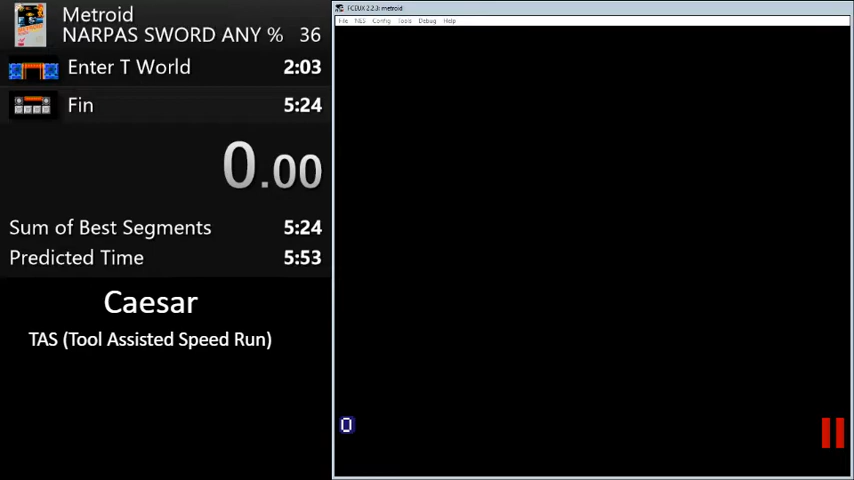 Metroid
NARPAS SWORD ANY % 36
Enter T World 2:03
Fin 5:24
0.00
Sum of Best Segments 5:24
Predicted Time 5:53
Caesar
TAS (Tool Assisted Speed Run)
FCEUX 2.2.3: metroid
File NES Config Tools Debug Help
0